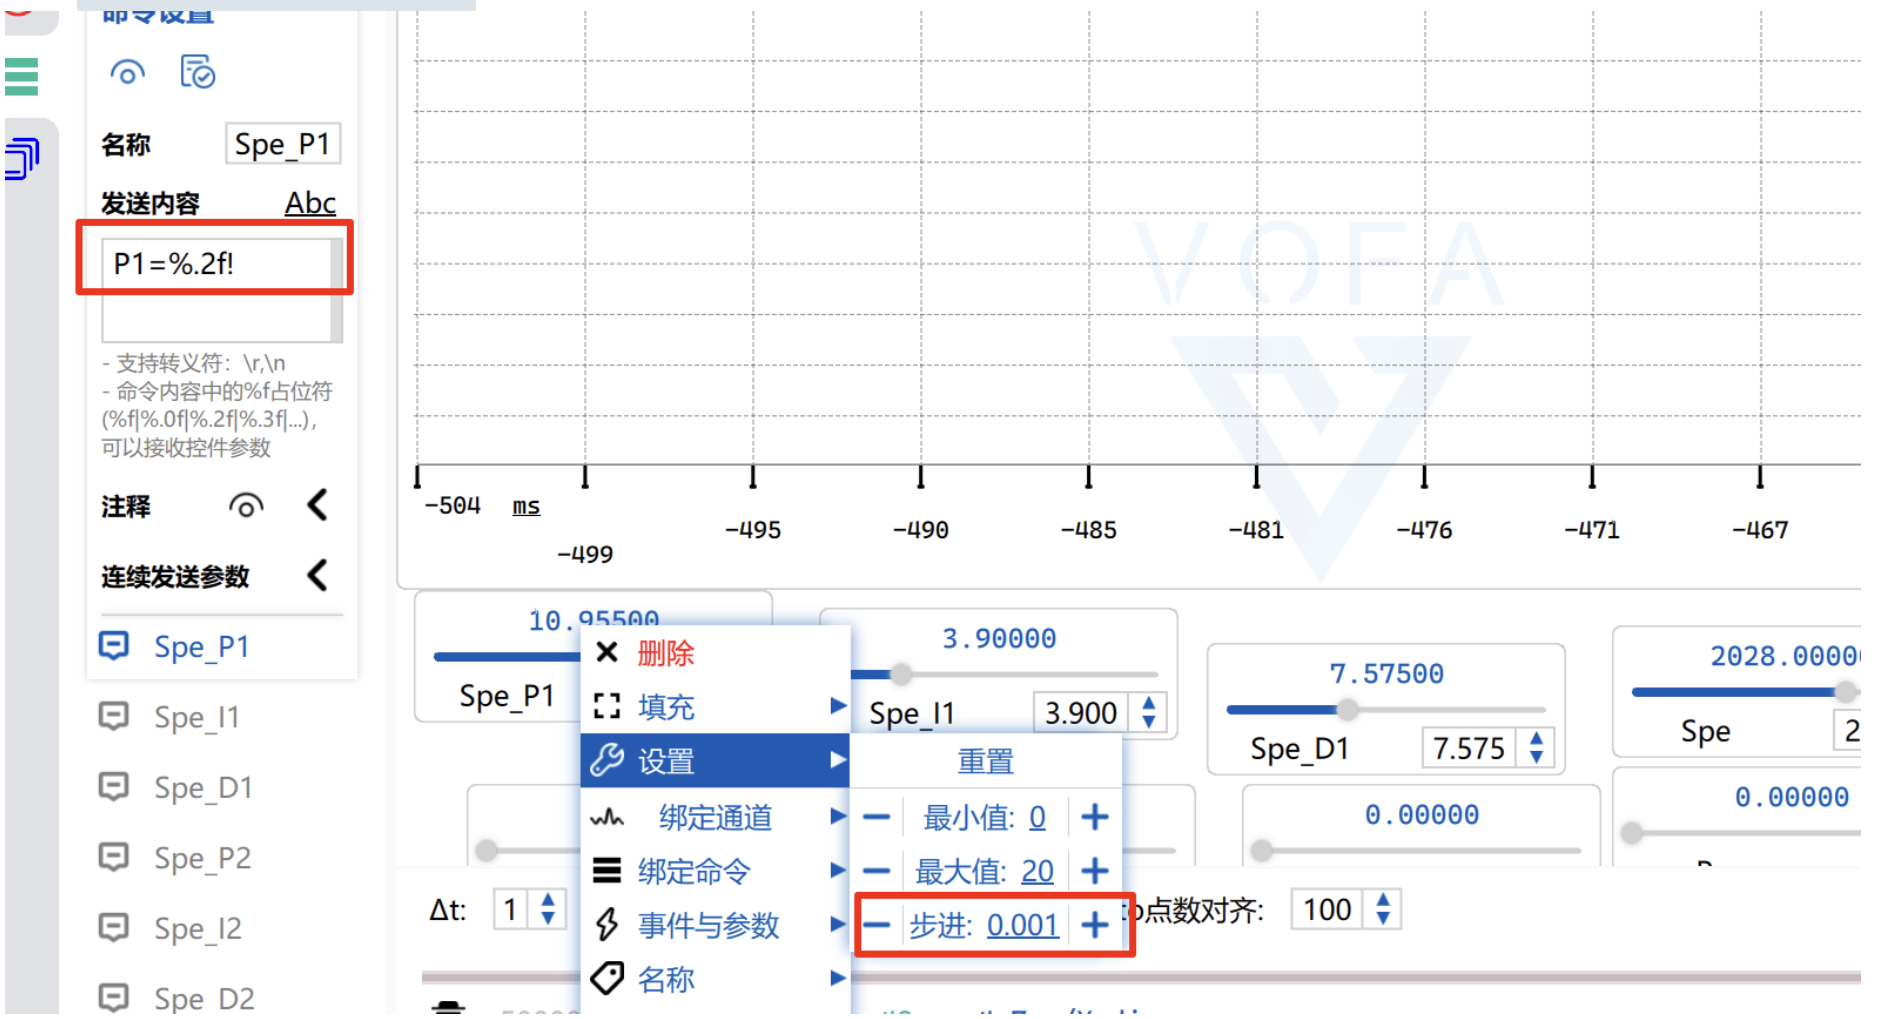 命令设置
名称
Spe_P1
发送内容
Abc
P1=%.2f!
- 支持转义符：\r,\n
- 命令内容中的%f占位符
(%f|%.0f|%.2f|%.3f|...),
可以接收控件参数
注释
连续发送参数
Spe_P1
Spe_I1
Spe_D1
Spe_P2
Spe_I2
Spe_D2
VOFA
-504 ms
-499
-495
-490
-485
-481
-476
-471
-467
10.95500
Spe_P1
3.90000
Spe_I1
3.900
7.57500
Spe_D1
7.575
2028.0000
Spe
2
0.00000
0.00000
删除
填充
设置
绑定通道
绑定命令
事件与参数
名称
重置
最小值: 0
最大值: 20
步进: 0.001
Δt: 1
点数对齐: 100